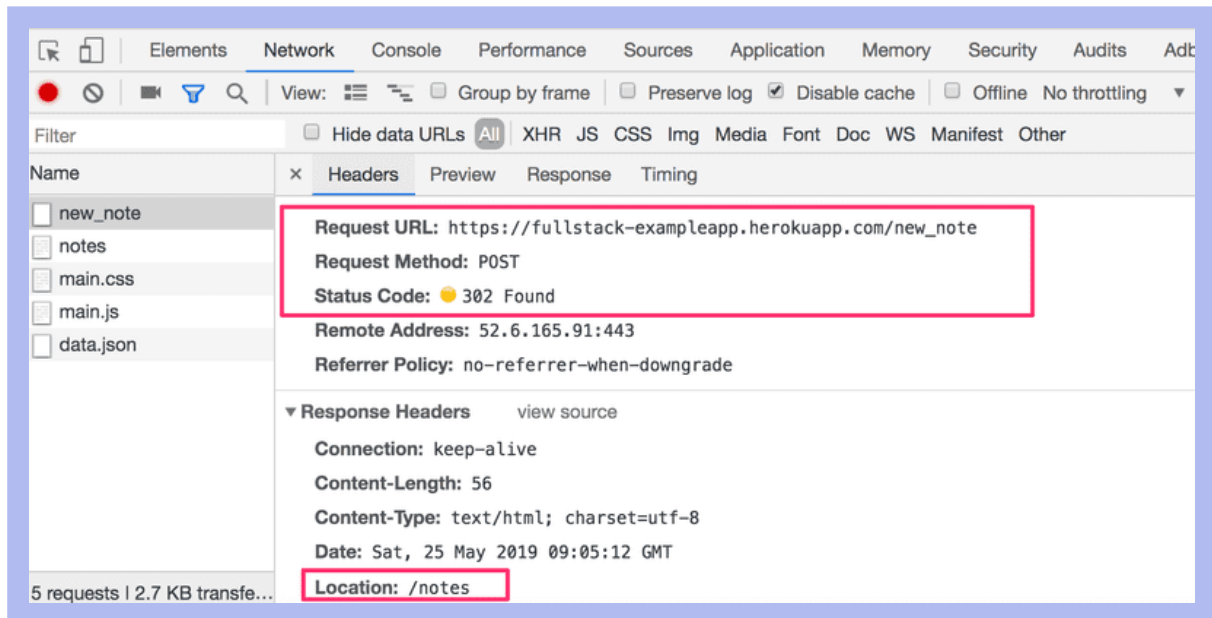 Elements Network Console Performance Sources Application Memory Security Audits
View: Group by frame Preserve log Disable cache Offline No throttling
Filter Hide data URLs All XHR JS CSS Img Media Font Doc WS Manifest Other
Name
× Headers Preview Response Timing
new_note
notes
main.css
main.js
data.json
5 requests | 2.7 KB transfe...
Request URL: https://fullstack-exampleapp.herokuapp.com/new_note
Request Method: POST
Status Code: 302 Found
Remote Address: 52.6.165.91:443
Referrer Policy: no-referrer-when-downgrade
Response Headers view source
Connection: keep-alive
Content-Length: 56
Content-Type: text/html; charset=utf-8
Date: Sat, 25 May 2019 09:05:12 GMT
Location: /notes